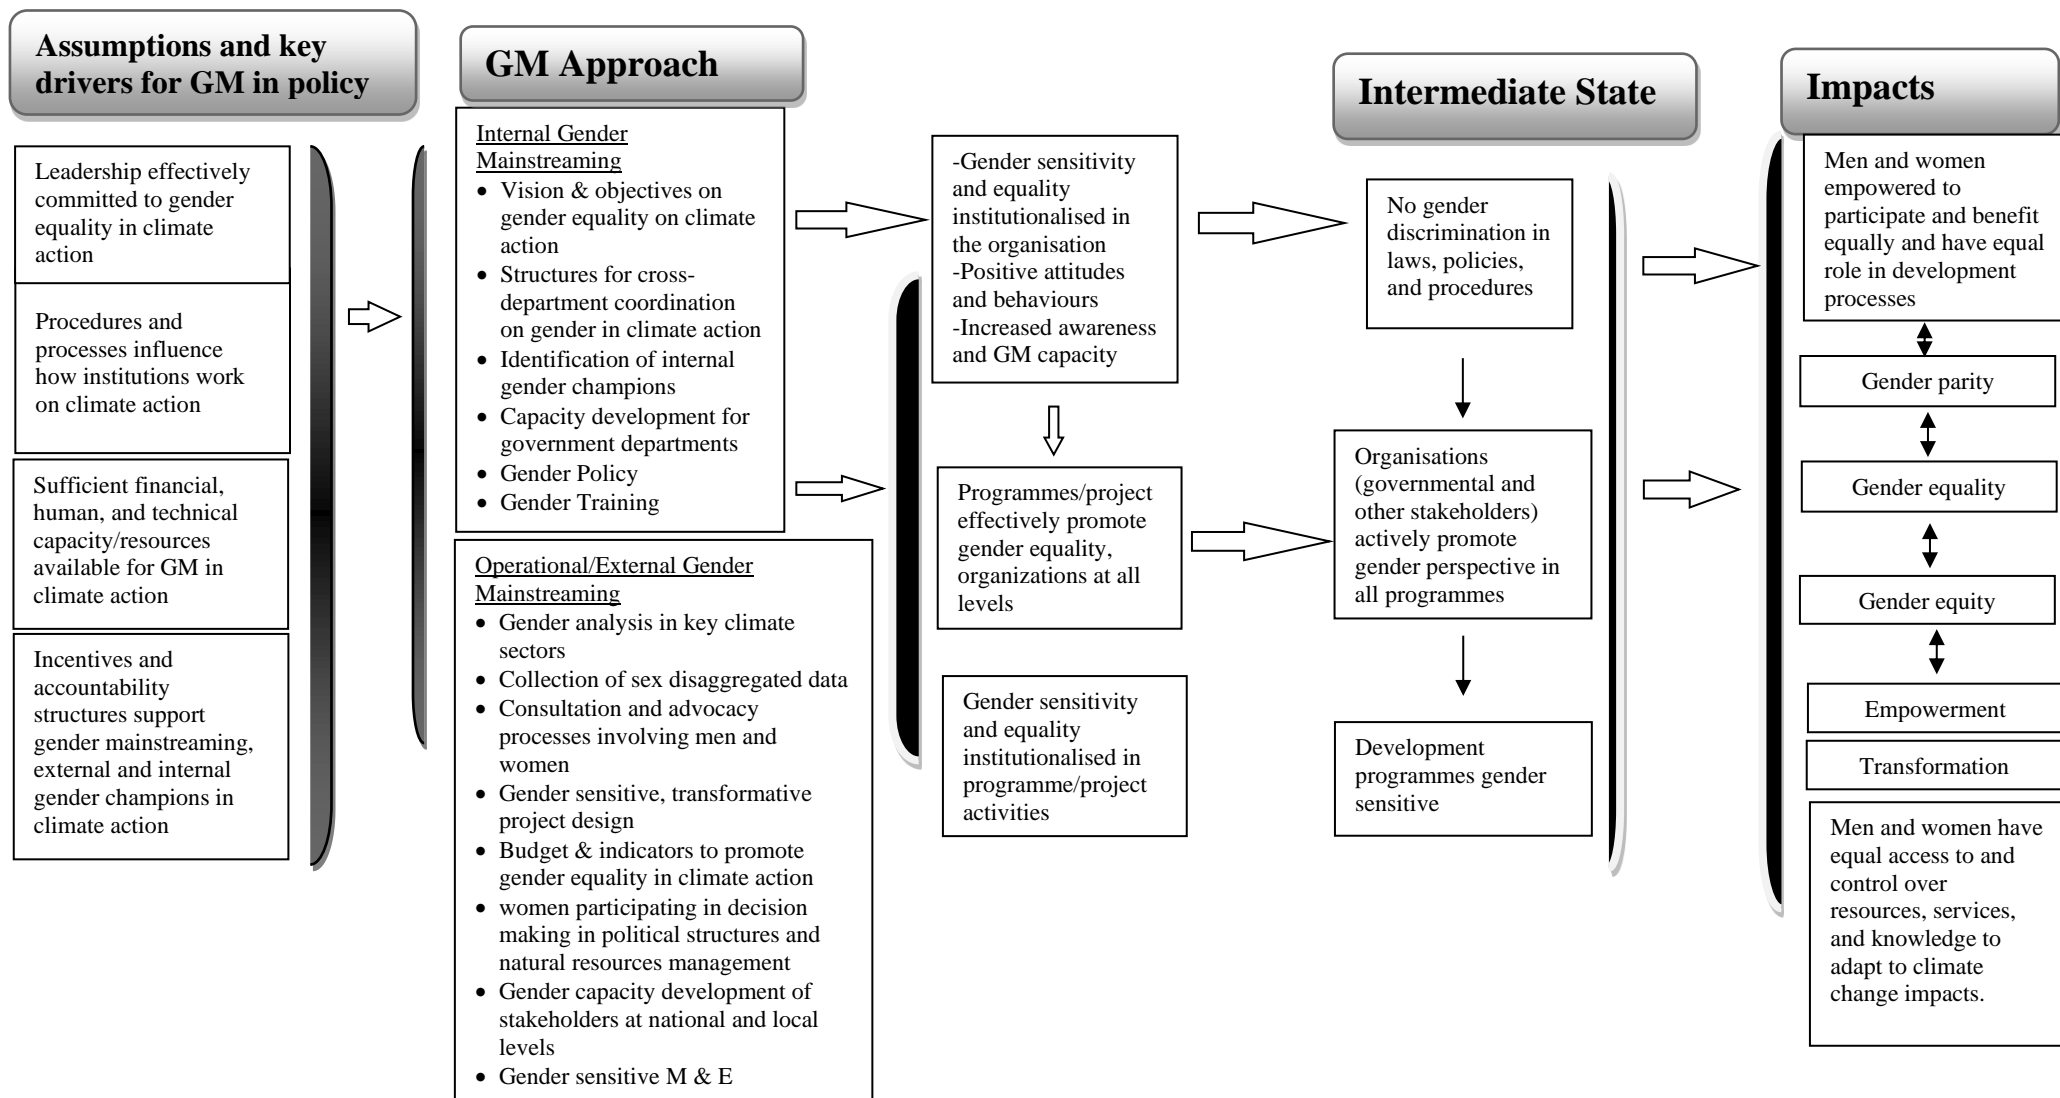 Assumptions and key
drivers for GM in policy
Leadership effectively
committed to gender
equality in climate
action
Procedures and
processes influence
how institutions work
on climate action
Sufficient financial,
human, and technical
capacity/resources
available for GM in
climate action
Incentives and
accountability
structures support
gender mainstreaming,
external and internal
gender champions in
climate action
GM Approach
Internal Gender
Mainstreaming
• Vision & objectives on
gender equality on climate
action
• Structures for cross-
department coordination
on gender in climate action
• Identification of internal
gender champions
• Capacity development for
government departments
• Gender Policy
• Gender Training
Operational/External Gender
Mainstreaming
• Gender analysis in key climate
sectors
• Collection of sex disaggregated data
• Consultation and advocacy
processes involving men and
women
• Gender sensitive, transformative
project design
• Budget & indicators to promote
gender equality in climate action
• women participating in decision
making in political structures and
natural resources management
• Gender capacity development of
stakeholders at national and local
levels
• Gender sensitive M & E
-Gender sensitivity
and equality
institutionalised in
the organisation
-Positive attitudes
and behaviours
-Increased awareness
and GM capacity
Programmes/project
effectively promote
gender equality,
organizations at all
levels
Gender sensitivity
and equality
institutionalised in
programme/project
activities
Intermediate State
No gender
discrimination in
laws, policies,
and procedures
Organisations
(governmental and
other stakeholders)
actively promote
gender perspective in
all programmes
Development
programmes gender
sensitive
Impacts
Men and women
empowered to
participate and benefit
equally and have equal
role in development
processes
Gender parity
Gender equality
Gender equity
Empowerment
Transformation
Men and women have
equal access to and
control over
resources, services,
and knowledge to
adapt to climate
change impacts.